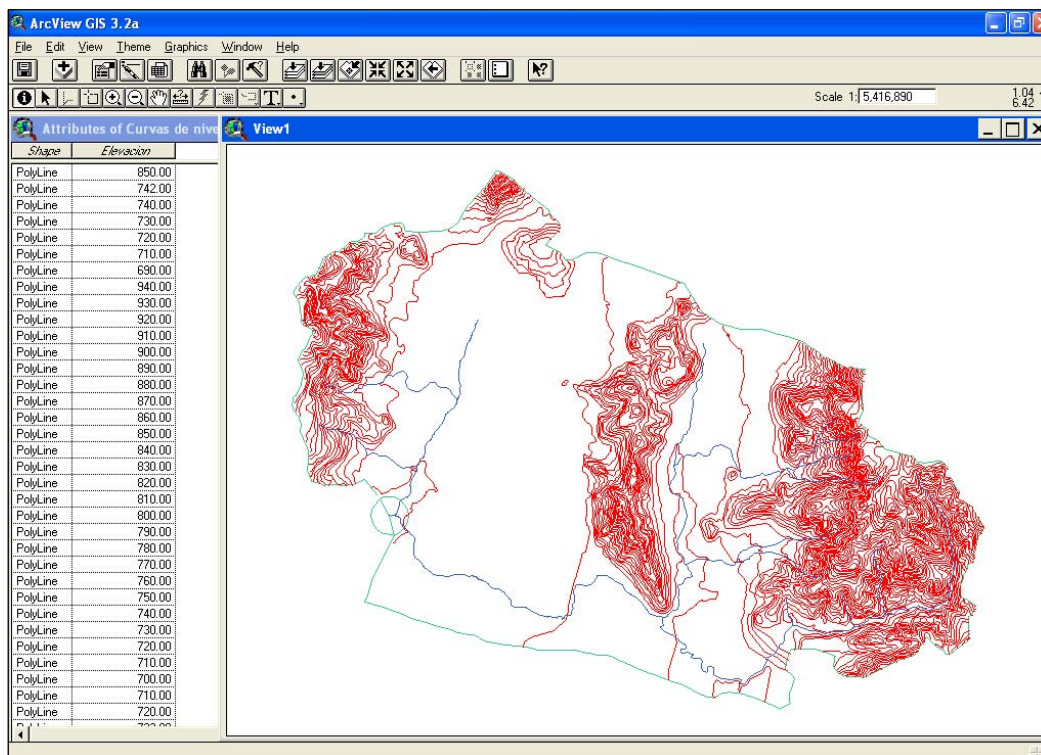 ArcView GIS 3.2a
File Edit View Theme Graphics Window Help
Scale 1: 5,416,890
1.04
6.42
Attributes of Curvas de nive
View1
Shape Elevacion
PolyLine 850.00
PolyLine 742.00
PolyLine 740.00
PolyLine 730.00
PolyLine 720.00
PolyLine 710.00
PolyLine 690.00
PolyLine 940.00
PolyLine 930.00
PolyLine 920.00
PolyLine 910.00
PolyLine 900.00
PolyLine 890.00
PolyLine 880.00
PolyLine 870.00
PolyLine 860.00
PolyLine 850.00
PolyLine 840.00
PolyLine 830.00
PolyLine 820.00
PolyLine 810.00
PolyLine 800.00
PolyLine 790.00
PolyLine 780.00
PolyLine 770.00
PolyLine 760.00
PolyLine 750.00
PolyLine 740.00
PolyLine 730.00
PolyLine 720.00
PolyLine 710.00
PolyLine 700.00
PolyLine 710.00
PolyLine 720.00